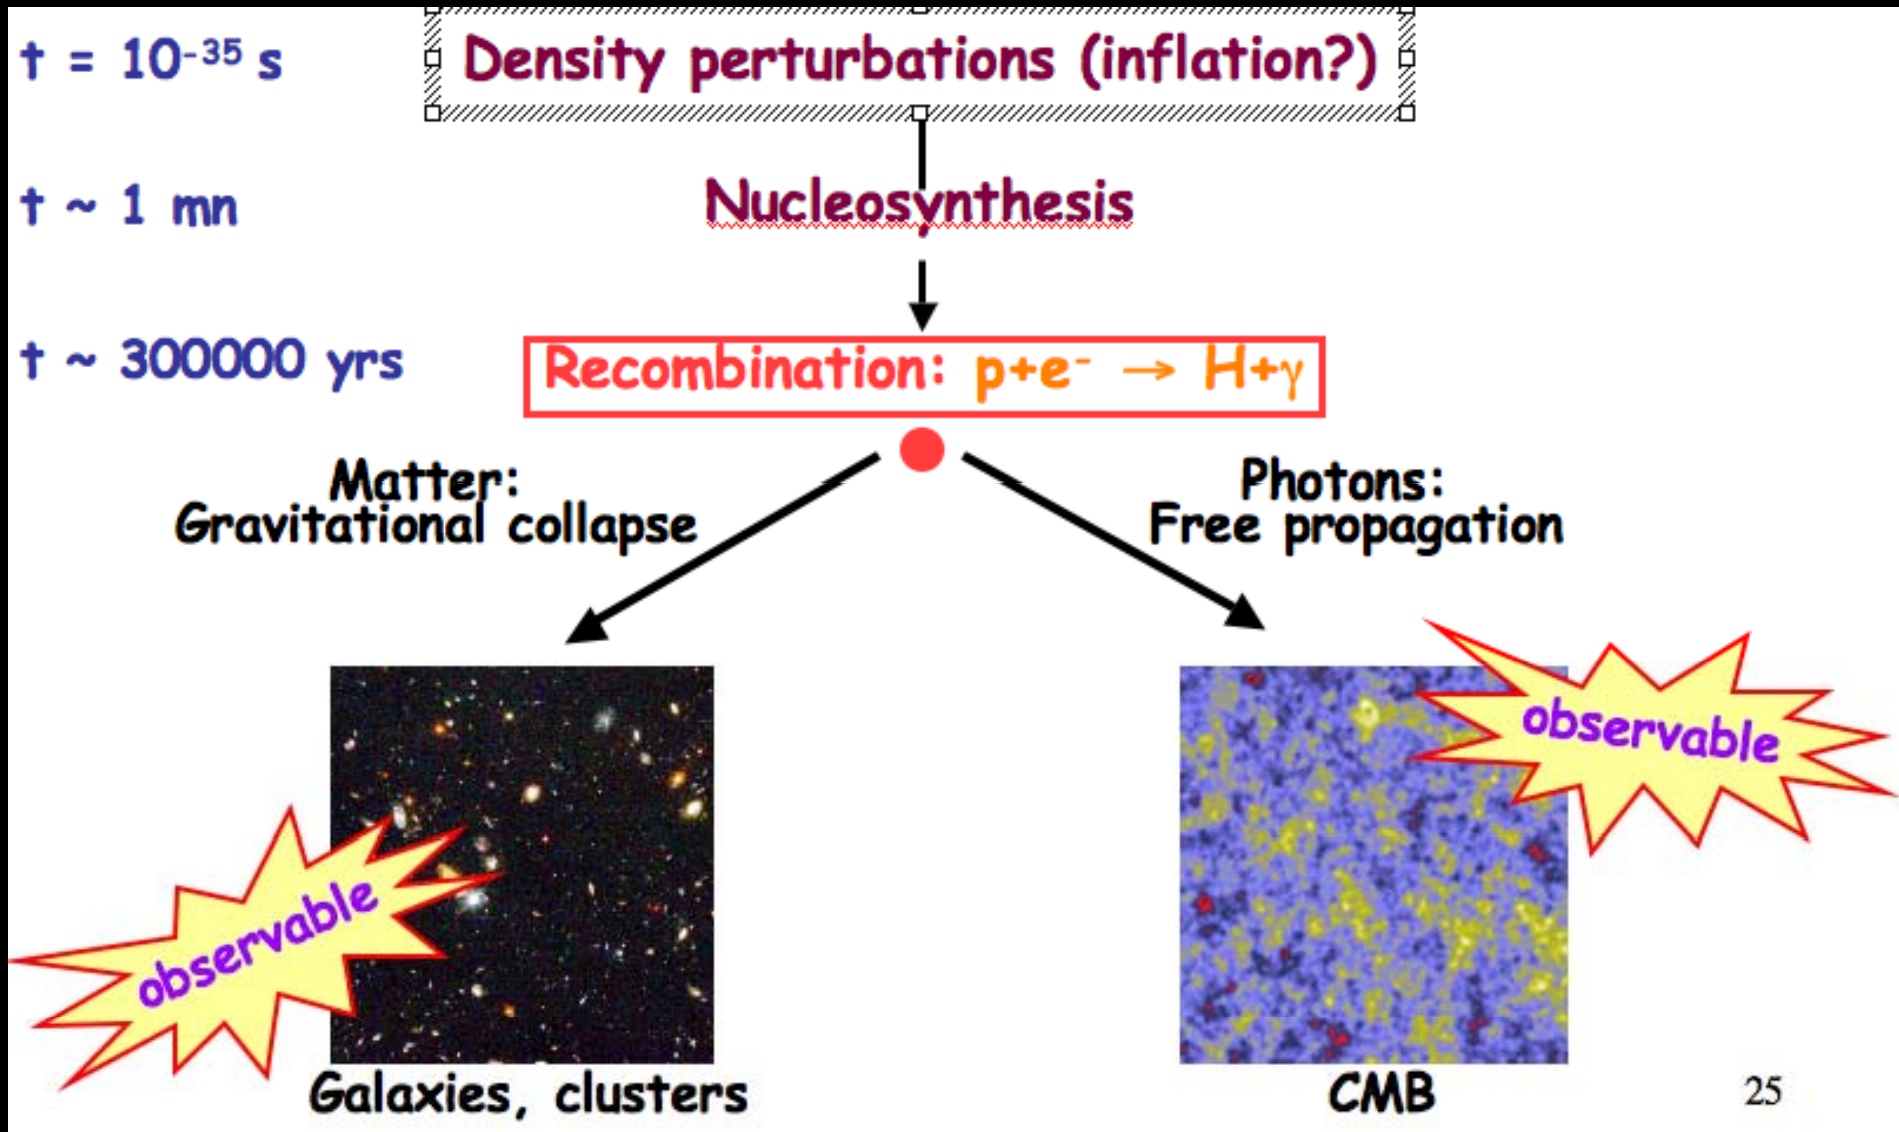 t = 10⁻³⁵ s
Density perturbations (inflation?)
t ~ 1 mn
Nucleosynthesis
t ~ 300000 yrs
Recombination: p+e⁻ → H+γ
Matter:
Gravitational collapse
Photons:
Free propagation
observable
observable
Galaxies, clusters
CMB
25